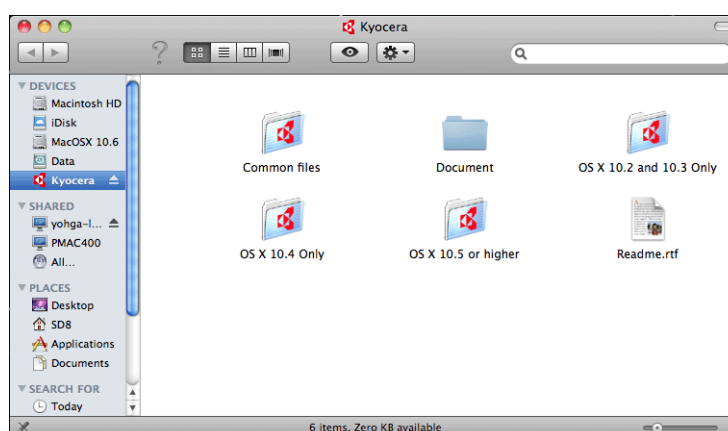 Kyocera
DEVICES
Macintosh HD
iDisk
MacOSX 10.6
Data
Kyocera
SHARED
yohga-l...
PMAC400
All...
PLACES
Desktop
SD8
Applications
Documents
SEARCH FOR
Today
Common files
Document
OS X 10.2 and 10.3 Only
OS X 10.4 Only
OS X 10.5 or higher
Readme.rtf
6 items, Zero KB available